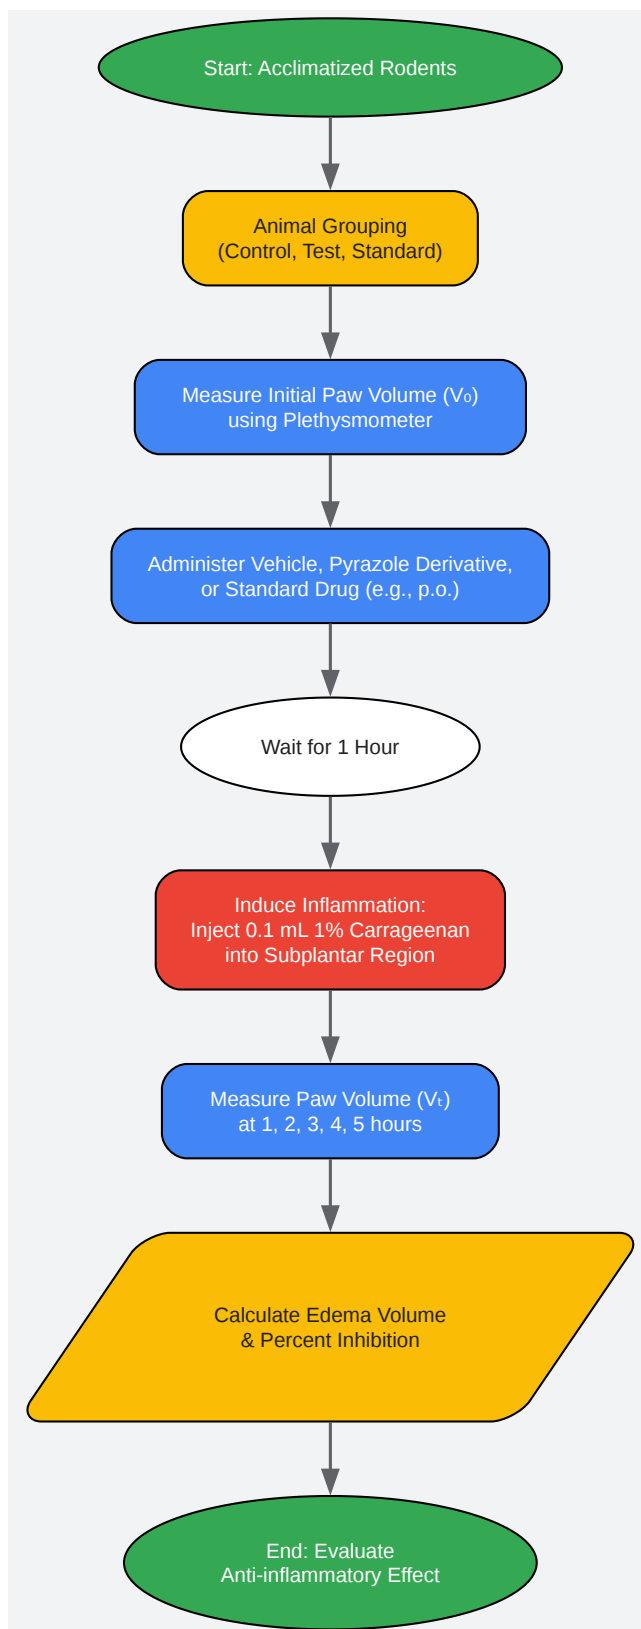 Start: Acclimatized Rodents
Animal Grouping
(Control, Test, Standard)
Measure Initial Paw Volume (V₀)
using Plethysmometer
Administer Vehicle, Pyrazole Derivative,
or Standard Drug (e.g., p.o.)
Wait for 1 Hour
Induce Inflammation:
Inject 0.1 mL 1% Carrageenan
into Subplantar Region
Measure Paw Volume (Vₜ)
at 1, 2, 3, 4, 5 hours
Calculate Edema Volume
& Percent Inhibition
End: Evaluate
Anti-inflammatory Effect